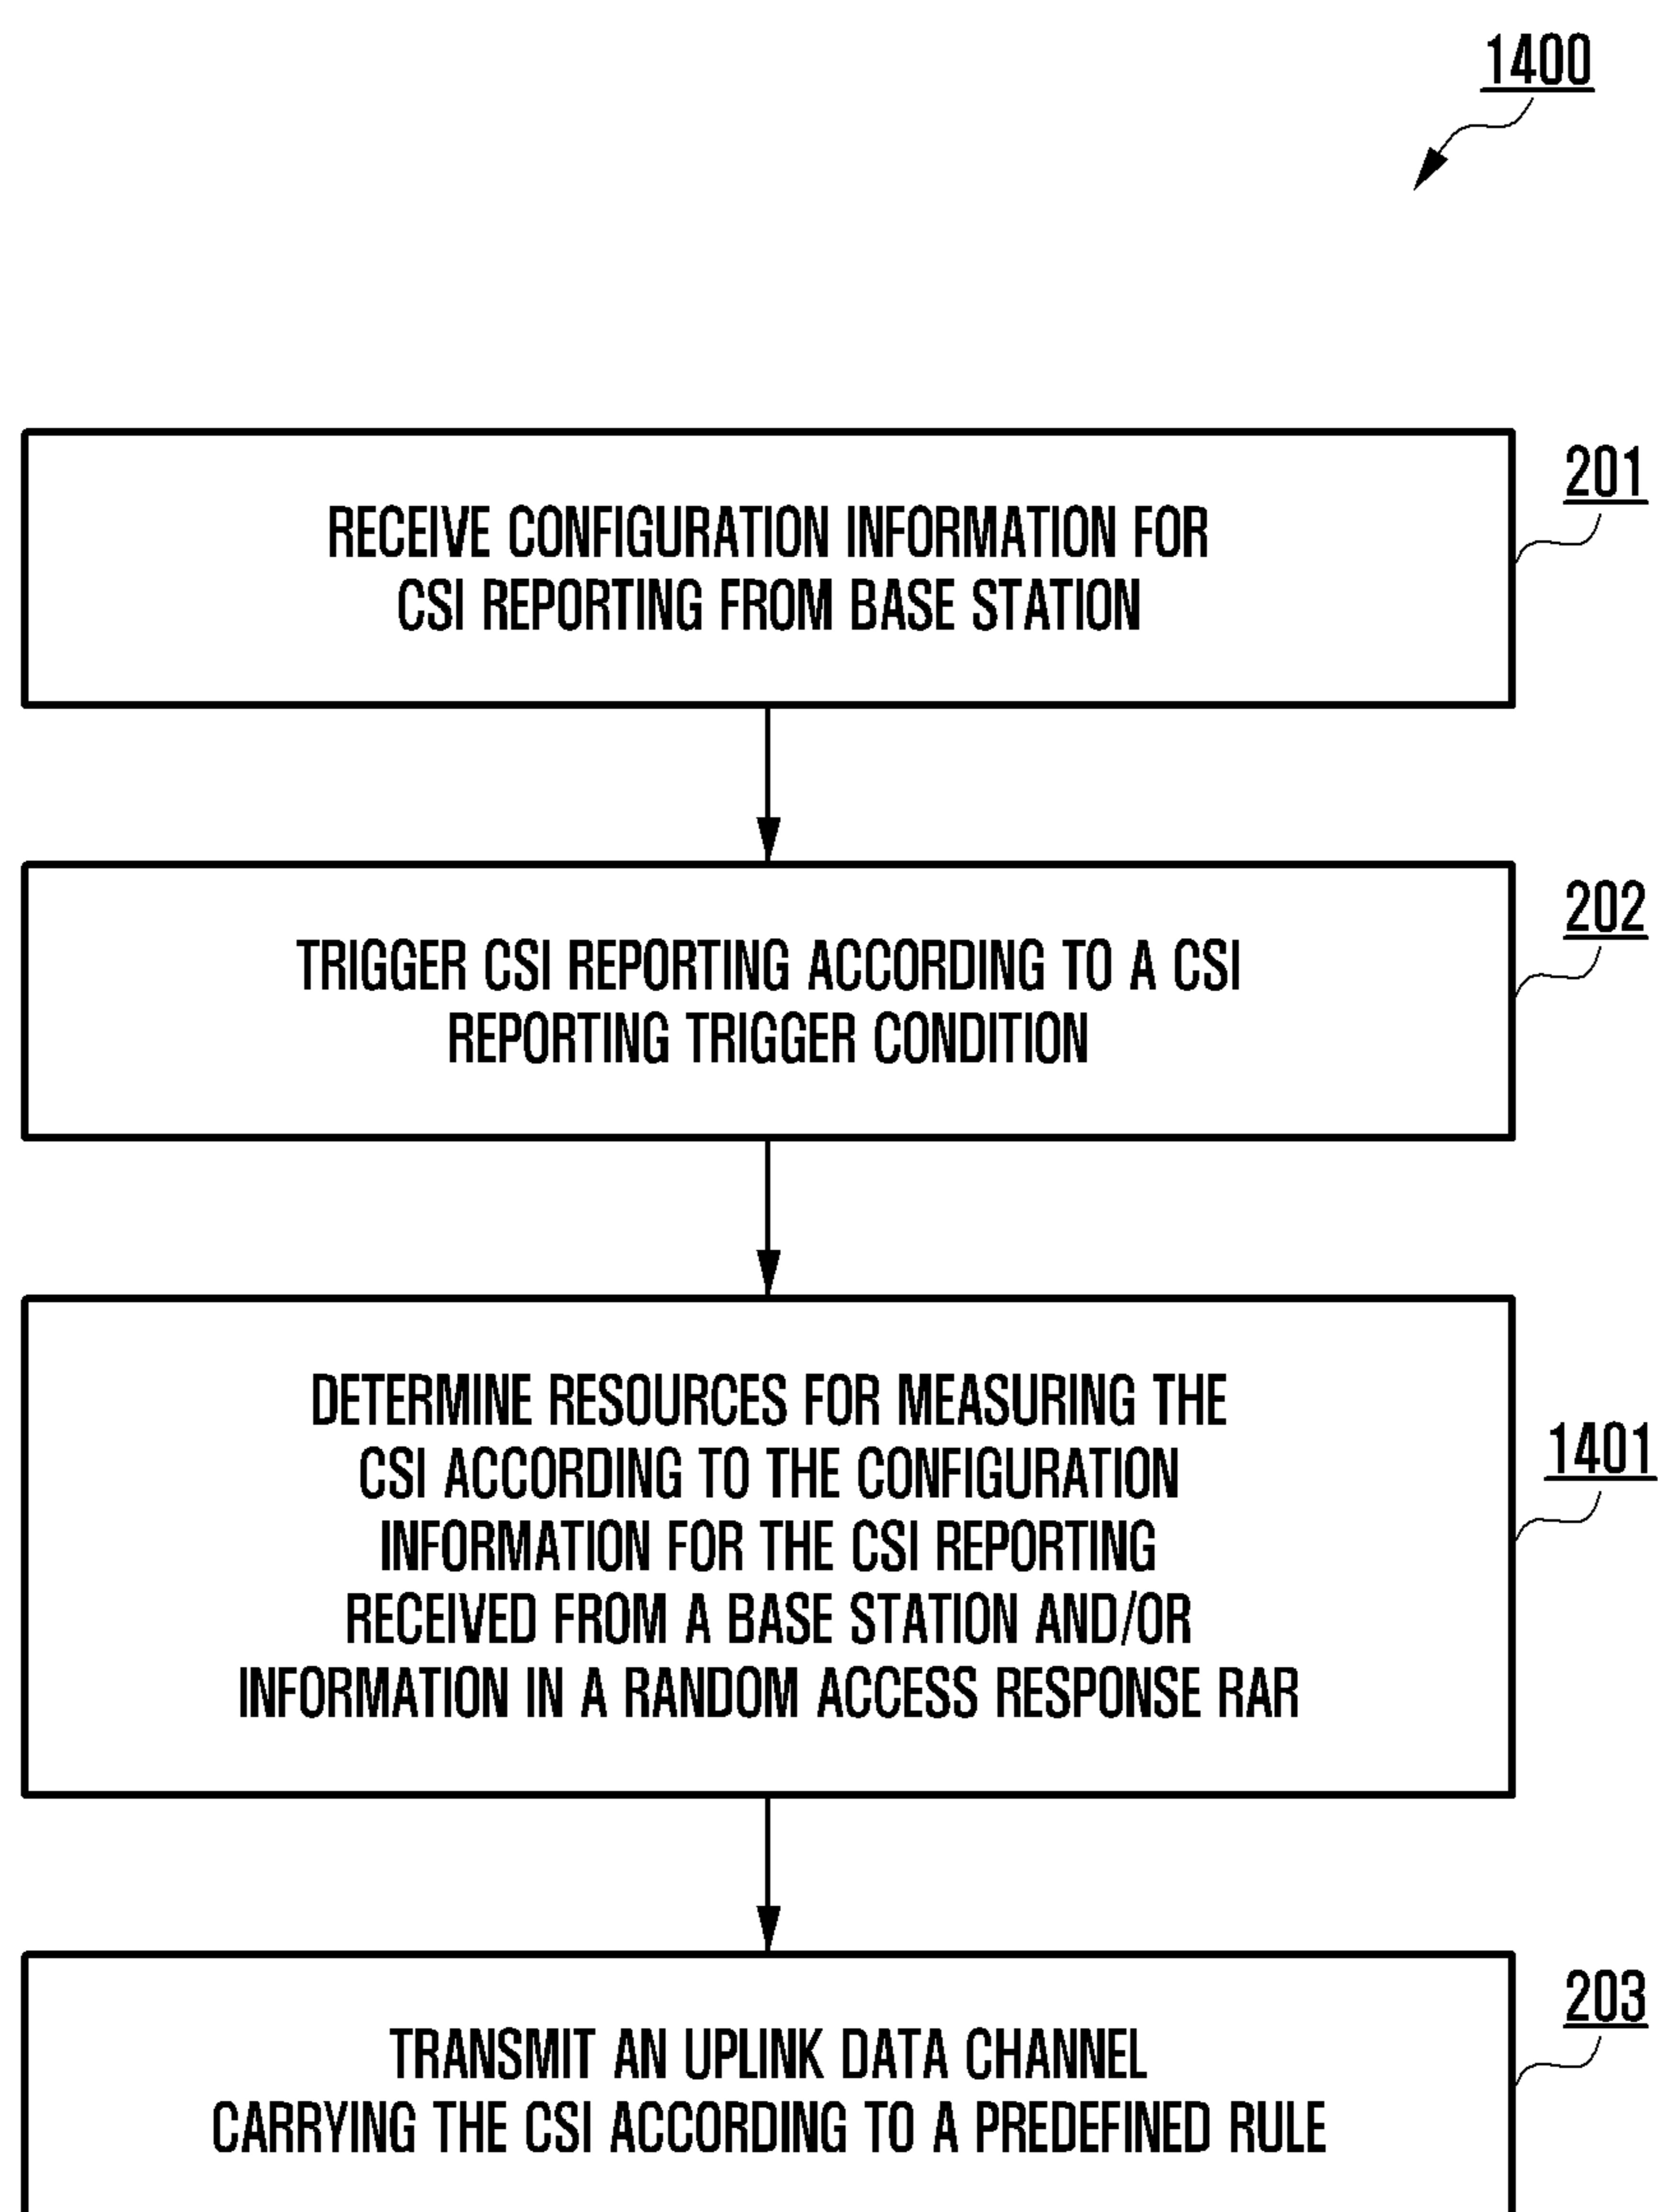 1400
201
RECEIVE CONFIGURATION INFORMATION FOR
CSI REPORTING FROM BASE STATION
202
TRIGGER CSI REPORTING ACCORDING TO A CSI
REPORTING TRIGGER CONDITION
DETERMINE RESOURCES FOR MEASURING THE
CSI ACCORDING TO THE CONFIGURATION
1401
INFORMATION FOR THE CSI REPORTING
RECEIVED FROM A BASE STATION AND/OR
INFORMATION IN A RANDOM ACCESS RESPONSE RAR
203
TRANSMIT AN UPLINK DATA CHANNEL
CARRYING THE CSI ACCORDING TO A PREDEFINED RULE